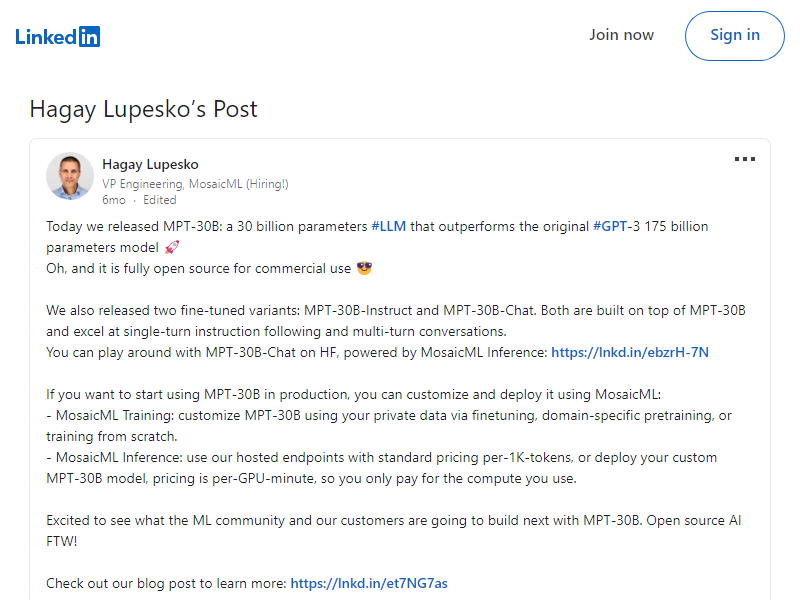 LinkedIn
Join now
Sign in
Hagay Lupesko’s Post
Hagay Lupesko
VP Engineering, MosaicML (Hiring!)
6mo · Edited
Today we released MPT-30B: a 30 billion parameters #LLM that outperforms the original #GPT-3 175 billion
parameters model 🚀
Oh, and it is fully open source for commercial use 😎
We also released two fine-tuned variants: MPT-30B-Instruct and MPT-30B-Chat. Both are built on top of MPT-30B
and excel at single-turn instruction following and multi-turn conversations.
You can play around with MPT-30B-Chat on HF, powered by MosaicML Inference: https://lnkd.in/ebzrH-7N
If you want to start using MPT-30B in production, you can customize and deploy it using MosaicML:
- MosaicML Training: customize MPT-30B using your private data via finetuning, domain-specific pretraining, or
training from scratch.
- MosaicML Inference: use our hosted endpoints with standard pricing per-1K-tokens, or deploy your custom
MPT-30B model, pricing is per-GPU-minute, so you only pay for the compute you use.
Excited to see what the ML community and our customers are going to build next with MPT-30B. Open source AI
FTW!
Check out our blog post to learn more: https://lnkd.in/et7NG7as